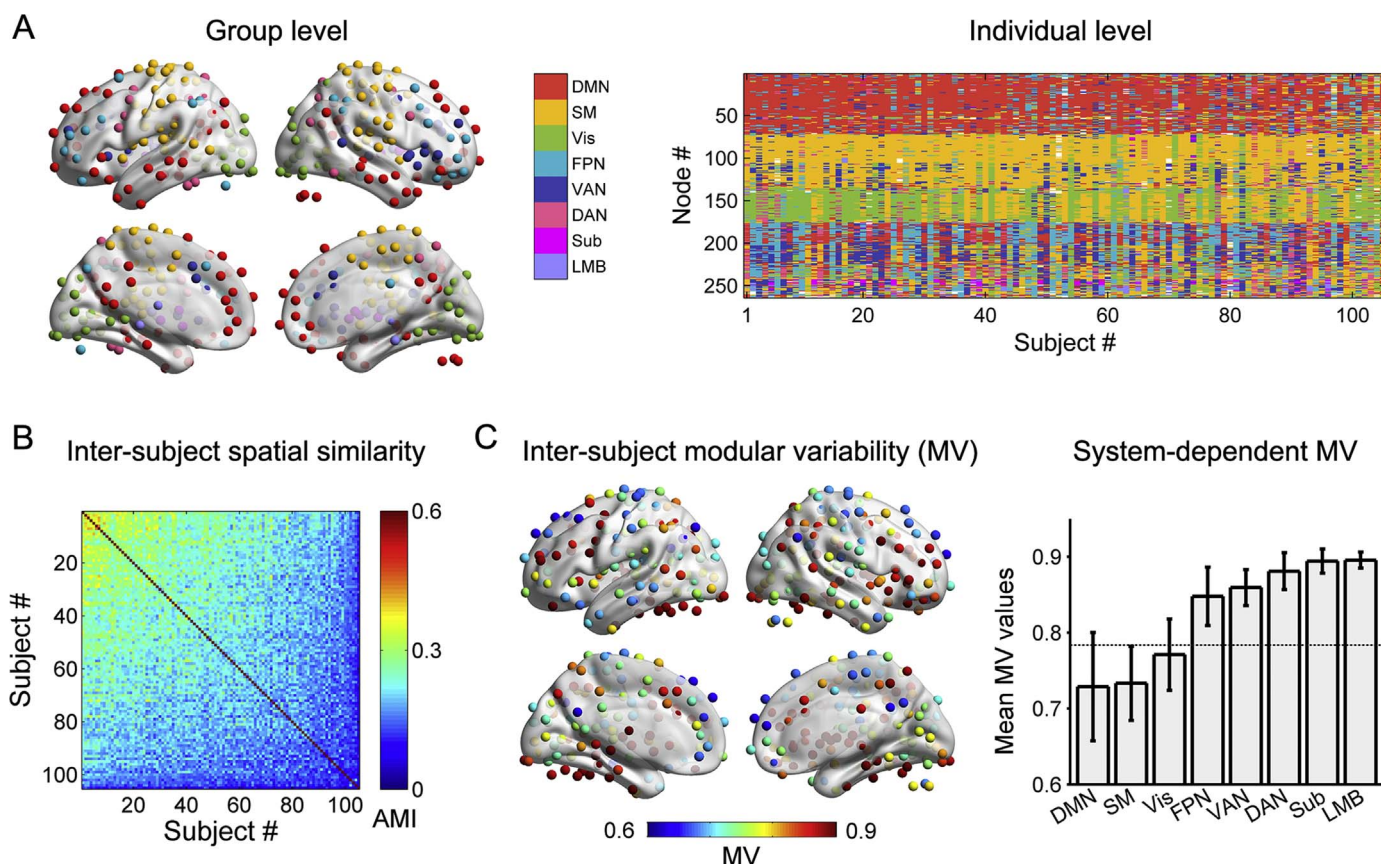 A
Group level
Individual level
DMN
SM
Vis
FPN
VAN
DAN
Sub
LMB
Node #
50
100
150
200
250
1 20 40 60 80 100
Subject #
B
Inter-subject spatial similarity
Subject #
20
40
60
80
100
20 40 60 80 100
Subject #
0.6
0.3
0
AMI
C
Inter-subject modular variability (MV)
0.6 0.9
MV
System-dependent MV
Mean MV values
0.9
0.8
0.7
0.6
DMN SM Vis FPN VAN DAN Sub LMB